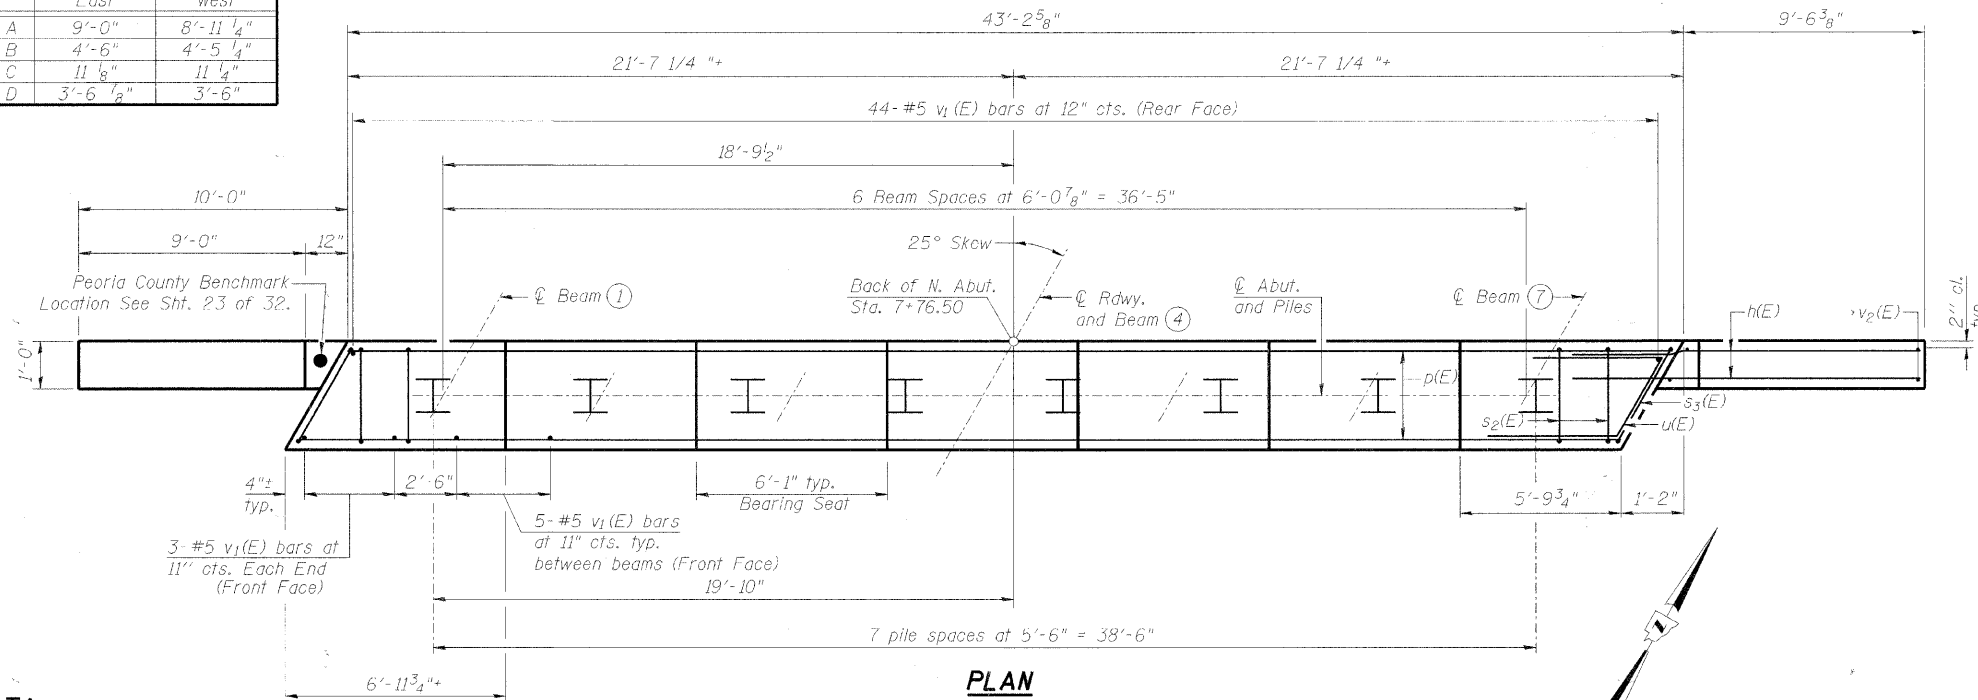 East West
A 9'-0" 8'-11 1/4"
B 4'-6" 4'-5 1/4"
C 11 1/8" 11 1/4"
D 3'-6 7/8" 3'-6"
43'-2 5/8"
9'-6 3/8"
21'-7 1/4 "±
21'-7 1/4 "±
44-#5 v1(E) bars at 12" cts. (Rear Face)
18'-9 1/2"
10'-0"
6 Beam Spaces at 6'-0 7/8" = 36'-5"
9'-0"
12"
25° Skew
Peoria County Benchmark
Location See Sht. 23 of 32.
℄ Beam 1
Back of N. Abut.
Sta. 7+76.50
℄ Rdwy.
and Beam 4
℄ Abut.
and Piles
℄ Beam 7
h(E)
v2(E)
2" cl.
typ.
1'-0"
p(E)
s2(E)
s3(E)
u(E)
4"±
typ.
2'-6"
6'-1" typ.
Bearing Seat
5'-9 3/4"
1'-2"
3-#5 v1(E) bars at
11" cts. Each End
(Front Face)
5-#5 v1(E) bars
at 11" cts. typ.
between beams (Front Face)
19'-10"
7 pile spaces at 5'-6" = 38'-6"
6'-11 3/4"±
PLAN